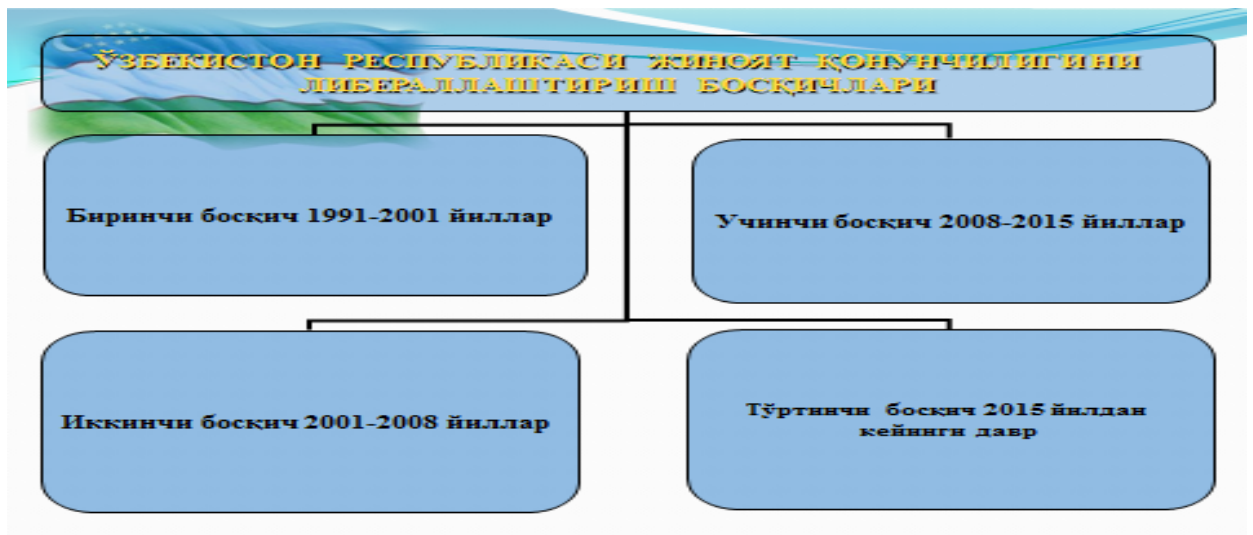 ЎЗБЕКИСТОН РЕСПУБЛИКАСИ ЖИНОЯТ ҚОНУНЧИЛИГИНИ
ЛИБЕРАЛЛАШТИРИШ БОСҚИЧЛАРИ
Биринчи босқич 1991-2001 йиллар
Учинчи босқич 2008-2015 йиллар
Иккинчи босқич 2001-2008 йиллар
Тўртинчи босқич 2015 йилдан
кейинги давр